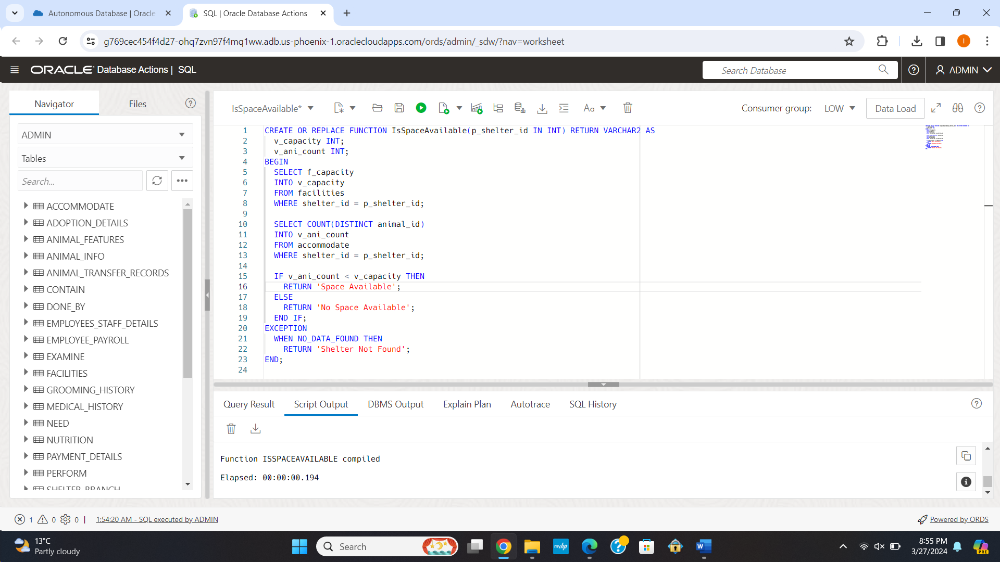 Autonomous Database | Oracle
SQL | Oracle Database Actions
g769cec454f4d27-ohq7zvn97f4mq1ww.adb.us-phoenix-1.oraclecloudapps.com/ords/admin/_sdw/?nav=worksheet
I
ORACLE Database Actions | SQL
Search Database
ADMIN
Navigator
Files
ADMIN
Tables
Search...
ACCOMMODATE
ADOPTION_DETAILS
ANIMAL_FEATURES
ANIMAL_INFO
ANIMAL_TRANSFER_RECORDS
CONTAIN
DONE_BY
EMPLOYEES_STAFF_DETAILS
EMPLOYEE_PAYROLL
EXAMINE
FACILITIES
GROOMING_HISTORY
MEDICAL_HISTORY
NEED
NUTRITION
PAYMENT_DETAILS
PERFORM
SHELTER_BRANCH
IsSpaceAvailable*
Aa
Consumer group: LOW
Data Load
1 CREATE OR REPLACE FUNCTION IsSpaceAvailable(p_shelter_id IN INT) RETURN VARCHAR2 AS
2 v_capacity INT;
3 v_ani_count INT;
4 BEGIN
5 SELECT f_capacity
6 INTO v_capacity
7 FROM facilities
8 WHERE shelter_id = p_shelter_id;
9
10 SELECT COUNT(DISTINCT animal_id)
11 INTO v_ani_count
12 FROM accommodate
13 WHERE shelter_id = p_shelter_id;
14
15 IF v_ani_count < v_capacity THEN
16 RETURN 'Space Available';
17 ELSE
18 RETURN 'No Space Available';
19 END IF;
20 EXCEPTION
21 WHEN NO_DATA_FOUND THEN
22 RETURN 'Shelter Not Found';
23 END;
24
Query Result
Script Output
DBMS Output
Explain Plan
Autotrace
SQL History
Function ISSPACEAVAILABLE compiled
Elapsed: 00:00:00.194
1 0 0 | 1:54:20 AM - SQL executed by ADMIN
Powered by ORDS
13°C
Partly cloudy
Search
myhp
W
8:55 PM
3/27/2024
PRE